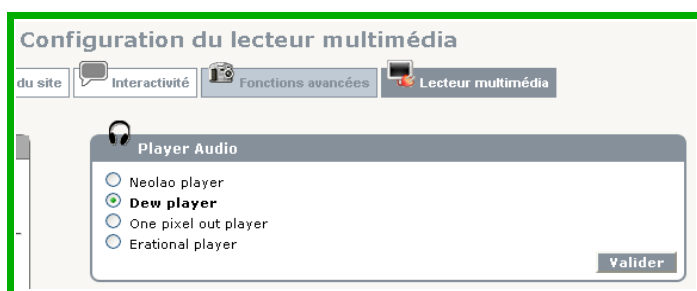 Configuration du lecteur multimédia
du site Interactivité Fonctions avancées Lecteur multimédia
Player Audio
Neolao player
Dew player
One pixel out player
Erational player
Valider